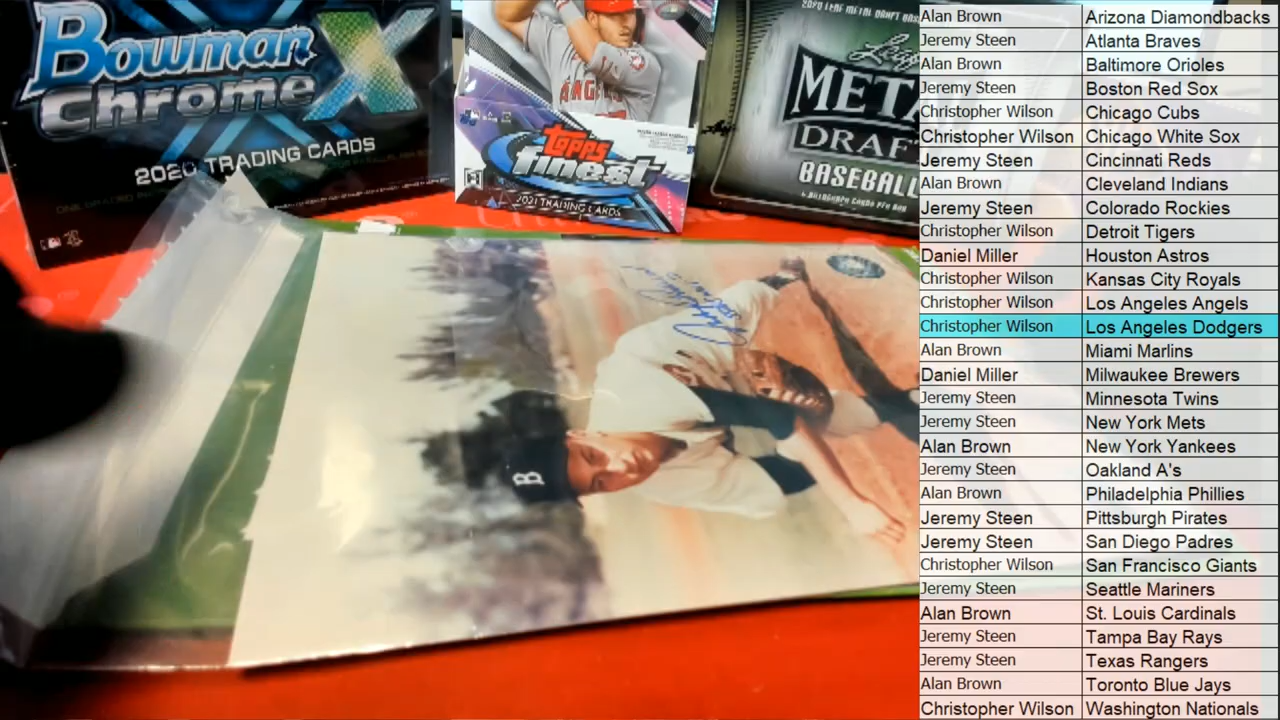 Bowman
Chrome X
2020 TRADING CARDS
ANGELS
TOPPS
finest
2021 TRADING CARDS
2020 LEAF METAL DRAFT
METAL
DRAFT
BASEBALL
B
Alan Brown Arizona Diamondbacks
Jeremy Steen Atlanta Braves
Alan Brown Baltimore Orioles
Jeremy Steen Boston Red Sox
Christopher Wilson Chicago Cubs
Christopher Wilson Chicago White Sox
Jeremy Steen Cincinnati Reds
Alan Brown Cleveland Indians
Jeremy Steen Colorado Rockies
Christopher Wilson Detroit Tigers
Daniel Miller Houston Astros
Christopher Wilson Kansas City Royals
Christopher Wilson Los Angeles Angels
Christopher Wilson Los Angeles Dodgers
Alan Brown Miami Marlins
Daniel Miller Milwaukee Brewers
Jeremy Steen Minnesota Twins
Jeremy Steen New York Mets
Alan Brown New York Yankees
Jeremy Steen Oakland A's
Alan Brown Philadelphia Phillies
Jeremy Steen Pittsburgh Pirates
Jeremy Steen San Diego Padres
Christopher Wilson San Francisco Giants
Jeremy Steen Seattle Mariners
Alan Brown St. Louis Cardinals
Jeremy Steen Tampa Bay Rays
Jeremy Steen Texas Rangers
Alan Brown Toronto Blue Jays
Christopher Wilson Washington Nationals